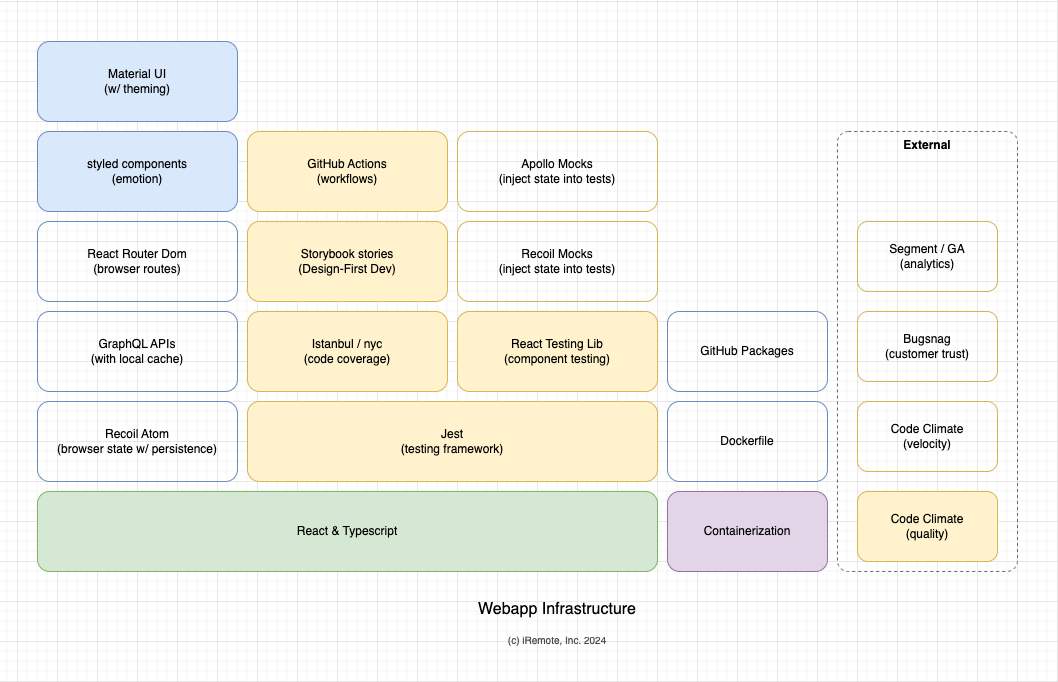 Material UI
(w/ theming)
styled components
(emotion)
GitHub Actions
(workflows)
Apollo Mocks
(inject state into tests)
External
React Router Dom
(browser routes)
Storybook stories
(Design-First Dev)
Recoil Mocks
(inject state into tests)
Segment / GA
(analytics)
GraphQL APIs
(with local cache)
Istanbul / nyc
(code coverage)
React Testing Lib
(component testing)
GitHub Packages
Bugsnag
(customer trust)
Recoil Atom
(browser state w/ persistence)
Jest
(testing framework)
Dockerfile
Code Climate
(velocity)
React & Typescript
Containerization
Code Climate
(quality)
Webapp Infrastructure
(c) iRemote, Inc. 2024